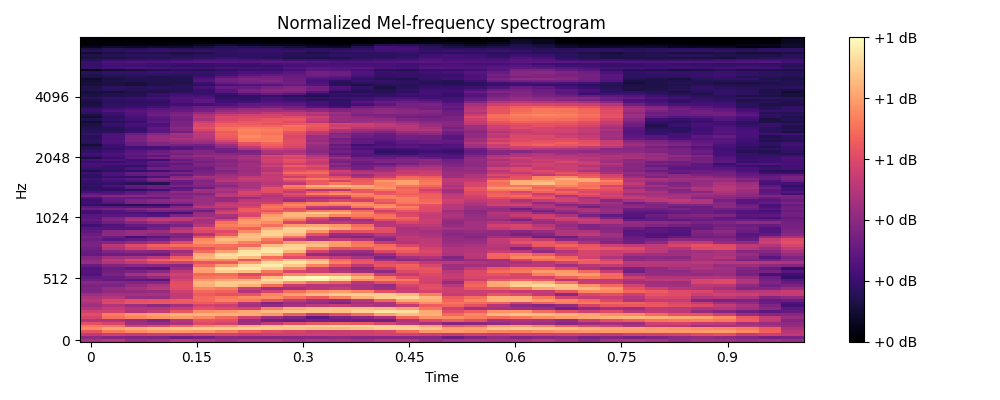 Normalized Mel-frequency spectrogram
Hz
4096
2048
1024
512
0
0 0.15 0.3 0.45 0.6 0.75 0.9
Time
+1 dB
+1 dB
+1 dB
+0 dB
+0 dB
+0 dB